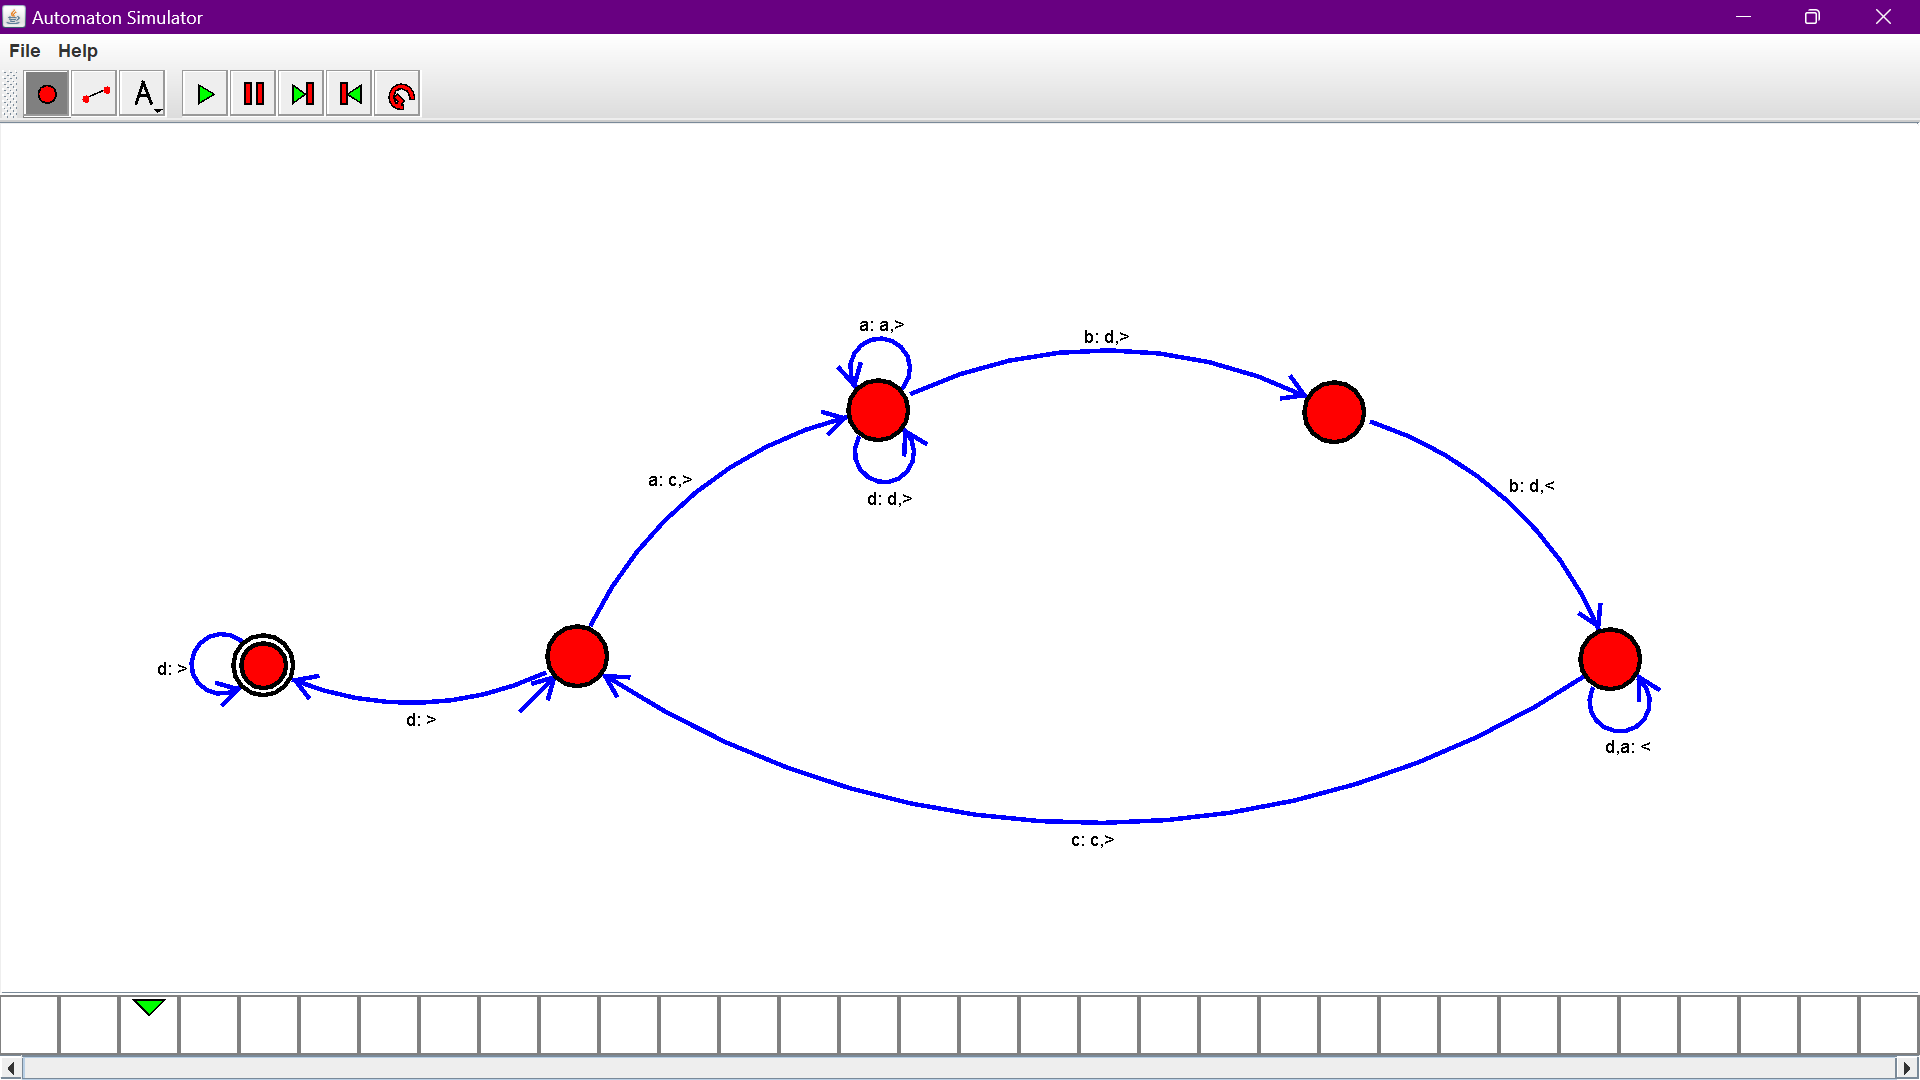 Automaton Simulator
File Help
A
a: a,>
b: d,>
a: c,>
d: d,>
b: d,<
d: >
d: >
d,a: <
c: c,>